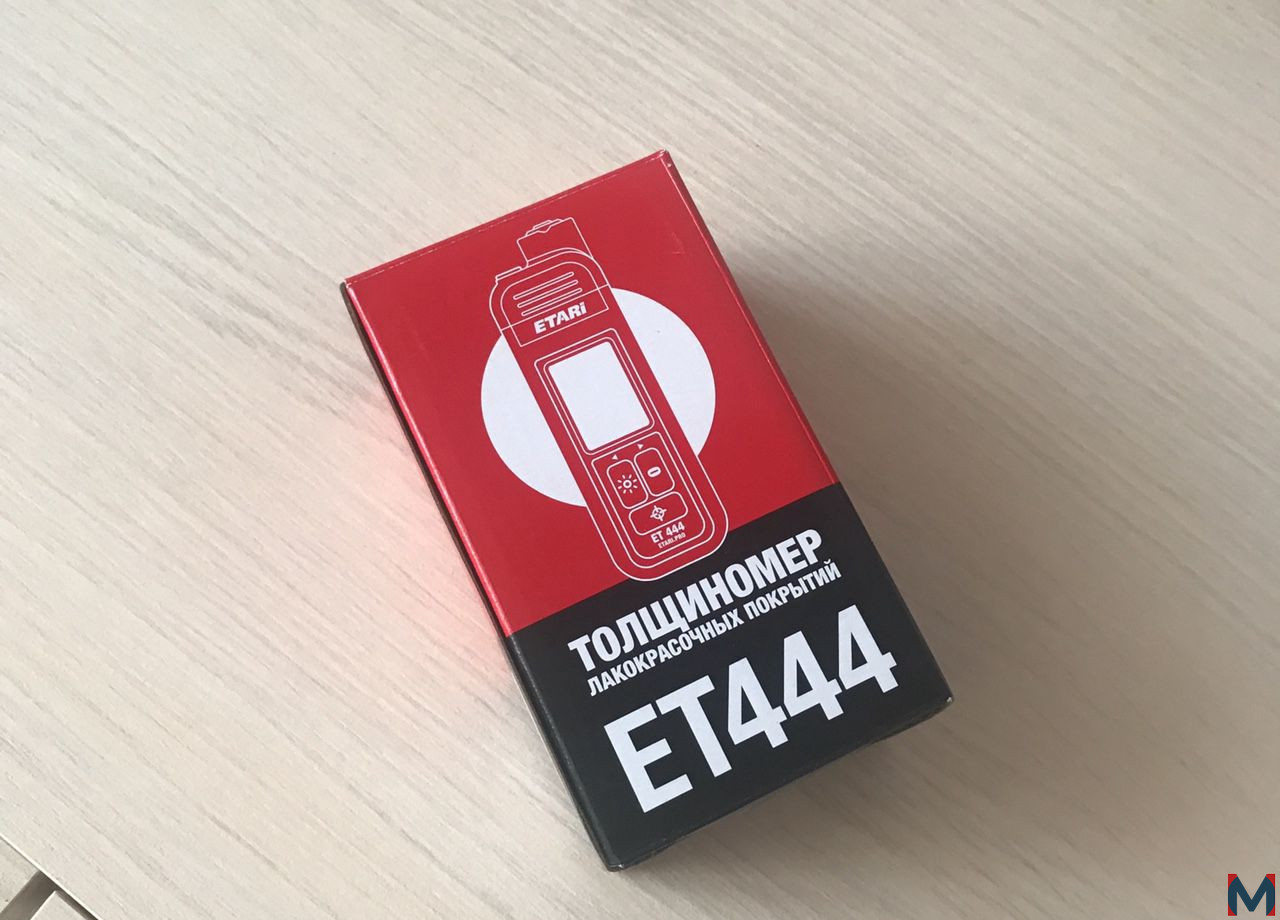 ETARi
ET 444
ETARI.PRO
ТОЛЩИНОМЕР
ЛАКОКРАСОЧНЫХ ПОКРЫТИЙ
ET444
M